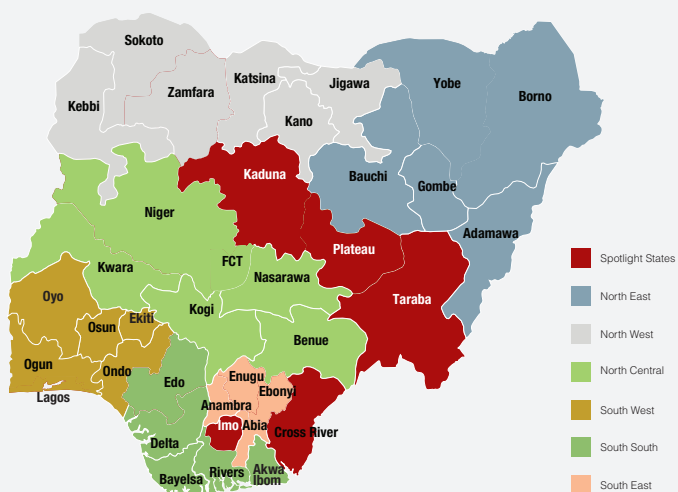 Sokoto
Katsina
Jigawa
Yobe
Borno
Kebbi
Zamfara
Kano
Kaduna
Bauchi
Gombe
Niger
Adamawa
Plateau
FCT
Spotlight States
Kwara
Nasarawa
Taraba
Oyo
North East
Kogi
Ekiti
Osun
Benue
North West
Ogun
Ondo
Edo
Enugu
North Central
Ebonyi
Lagos
Anambra
South West
Imo
Abia
Cross River
Delta
South South
Rivers
Akwa
Ibom
Bayelsa
South East